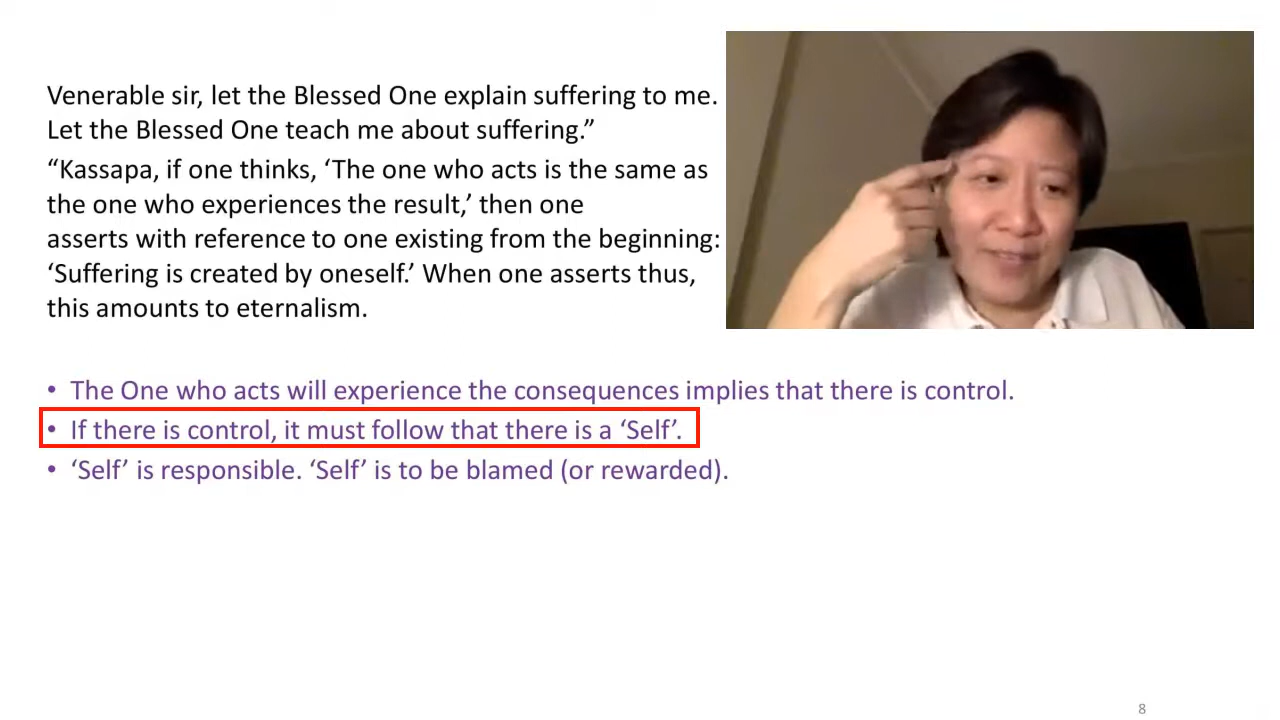 Venerable sir, let the Blessed One explain suffering to me.
Let the Blessed One teach me about suffering.”
“Kassapa, if one thinks, ‘The one who acts is the same as
the one who experiences the result,’ then one
asserts with reference to one existing from the beginning:
‘Suffering is created by oneself.’ When one asserts thus,
this amounts to eternalism.
• The One who acts will experience the consequences implies that there is control.
• If there is control, it must follow that there is a ‘Self’.
• ‘Self’ is responsible. ‘Self’ is to be blamed (or rewarded).
8